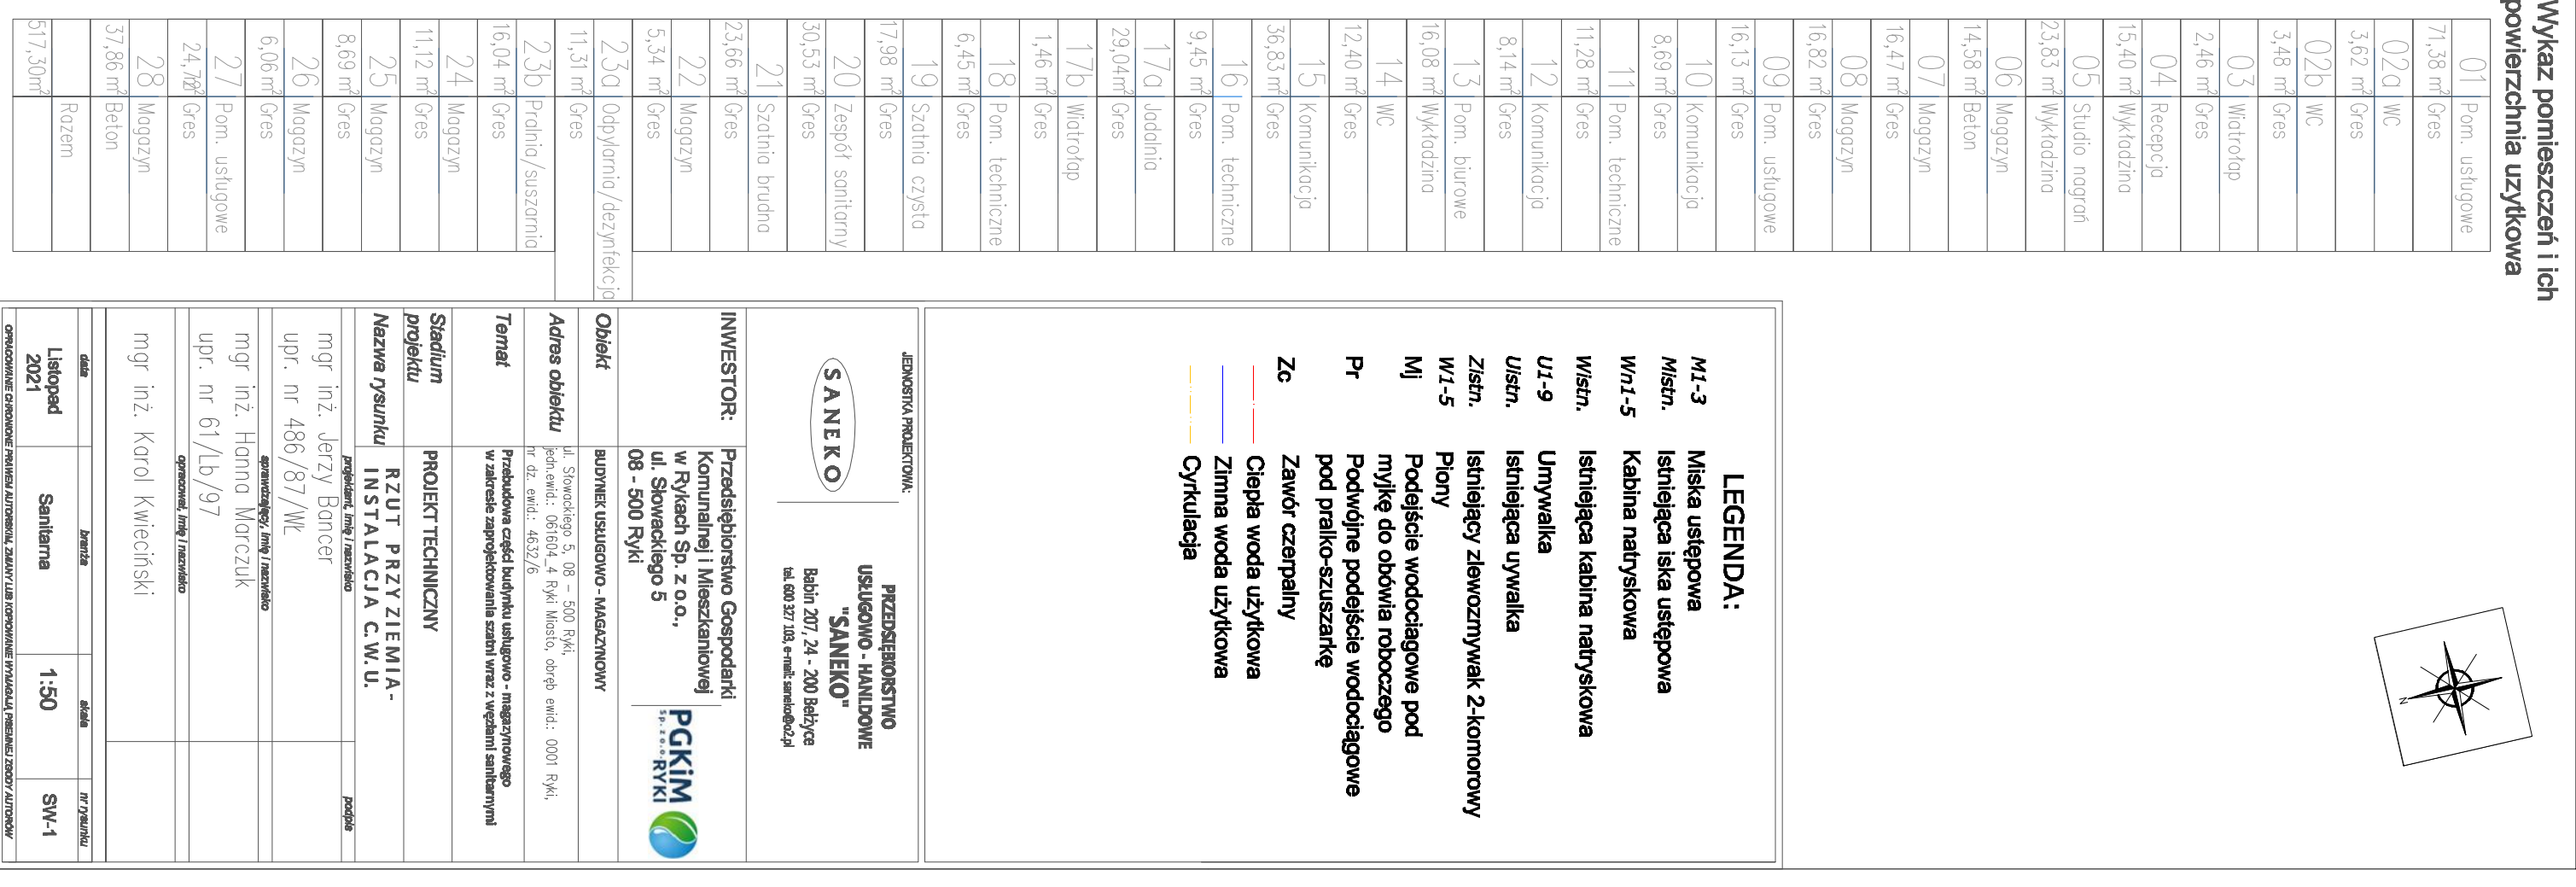 Wykaz pomieszczeń i ich
powierzchnia uzytkowa
01 Pom. usługowe
71,38 m² Gres
02a WC
3,62 m² Gres
02b WC
3,48 m² Gres
03 Wiatrołap
2,46 m² Gres
04 Recepcja
15,40 m² Wykładzina
05 Studio nagrań
23,83 m² Wykładzina
06 Magazyn
14,58 m² Beton
07 Magazyn
16,47 m² Gres
08 Magazyn
16,82 m² Gres
09 Pom. usługowe
16,13 m² Gres
10 Komunikacja
8,69 m² Gres
11 Pom. techniczne
11,28 m² Gres
12 Komunikacja
8,14 m² Gres
13 Pom. biurowe
16,08 m² Wykładzina
14 WC
12,40 m² Gres
15 Komunikacja
36,83 m² Gres
16 Pom. techniczne
9,45 m² Gres
17a Jadalnia
29,04m² Gres
17b Wiatrołap
1,46 m² Gres
18 Pom. techniczne
6,45 m² Gres
19 Szatnia czysta
17,98 m² Gres
20 Zespół sanitarny
30,53 m² Gres
21 Szatnia brudna
23,66 m² Gres
22 Magazyn
5,34 m² Gres
23a Odpylarnia/dezynfekcja
11,31 m² Gres
23b Pralnia/suszarnia
16,04 m² Gres
24 Magazyn
11,12 m² Gres
25 Magazyn
8,69 m² Gres
26 Magazyn
6,06 m² Gres
27 Pom. usługowe
24,72 Gres
28 Magazyn
37,86 m² Beton
Razem
517,30m²
N
LEGENDA:
M1-3 Miska ustępowa
Mistn. Istniejąca iska ustępowa
Wn1-5 Kabina natryskowa
Wistn. Istniejąca kabina natryskowa
U1-9 Umywalka
Uistn. Istniejąca uywalka
Zistn. Istniejący zlewozmywak 2-komorowy
W1-5 Piony
Mj Podejście wodociągowe pod
myjkę do obówia roboczego
Pr Podwójne podejście wodociągowe
pod pralko-szuszarkę
Zc Zawór czerpalny
Ciepła woda użytkowa
Zimna woda użytkowa
Cyrkulacja
JEDNOSTKA PROJEKTOWA:
SANEKO
PRZEDSIĘBIORSTWO
USŁUGOWO - HANLDOWE
"SANEKO"
Babin 207, 24 - 200 Bełżyce
tel. 600 327 103, e-mail: saneko@o2.pl
INWESTOR:
Przedsiębiorstwo Gospodarki
Komunalnej i Mieszkaniowej
w Rykach Sp. z o.o.,
ul. Słowackiego 5
08 - 500 Ryki
PGKiM
Sp. z o.o. RYKI
Obiekt BUDYNEK USŁUGOWO - MAGAZYNOWY
Adres obiektu
ul. Słowackiego 5, 08 – 500 Ryki,
jedn.ewid.: 061604_4 Ryki Miasto, obręb ewid.: 0001 Ryki,
nr dz. ewid.: 4632/6
Temat
Przebudowa części budynku usługowo - magazynowego
w zakresie zaprojektowania szatni wraz z węzłami sanitarnymi
Stadium
projektu
PROJEKT TECHNICZNY
Nazwa rysunku
RZUT PRZYZIEMIA-
INSTALACJA C.W.U.
projektant, imię i nazwisko podpis
mgr inż. Jerzy Bancer
upr. nr 486/87/WŁ
sprawdzający, imię i nazwisko
mgr inż. Hanna Marczuk
upr. nr 61/Lb/97
opracował, imię i nazwisko
mgr inż. Karol Kwieciński
data branża skala nr rysunku
Listopad
2021
Sanitarna 1:50 SW-1
OPRACOWANIE CHRONIONE PRAWEM AUTORSKIM, ZMIANY LUB KOPIOWANIE WYMAGAJĄ PISEMNEJ ZGODY AUTORÓW